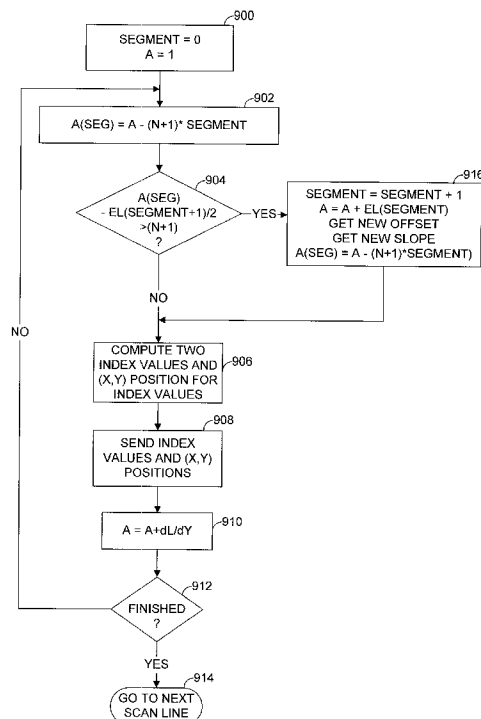 900
SEGMENT = 0
A = 1
902
A(SEG) = A - (N+1)* SEGMENT
904
A(SEG)
- EL(SEGMENT+1)/2
>(N+1)
?
YES
916
SEGMENT = SEGMENT + 1
A = A + EL(SEGMENT)
GET NEW OFFSET
GET NEW SLOPE
A(SEG) = A - (N+1)*SEGMENT)
NO
NO
COMPUTE TWO
INDEX VALUES AND
(X,Y) POSITION FOR
INDEX VALUES
906
908
SEND INDEX
VALUES AND (X,Y)
POSITIONS
A = A+dL/dY
910
912
FINISHED
?
YES
914
GO TO NEXT
SCAN LINE